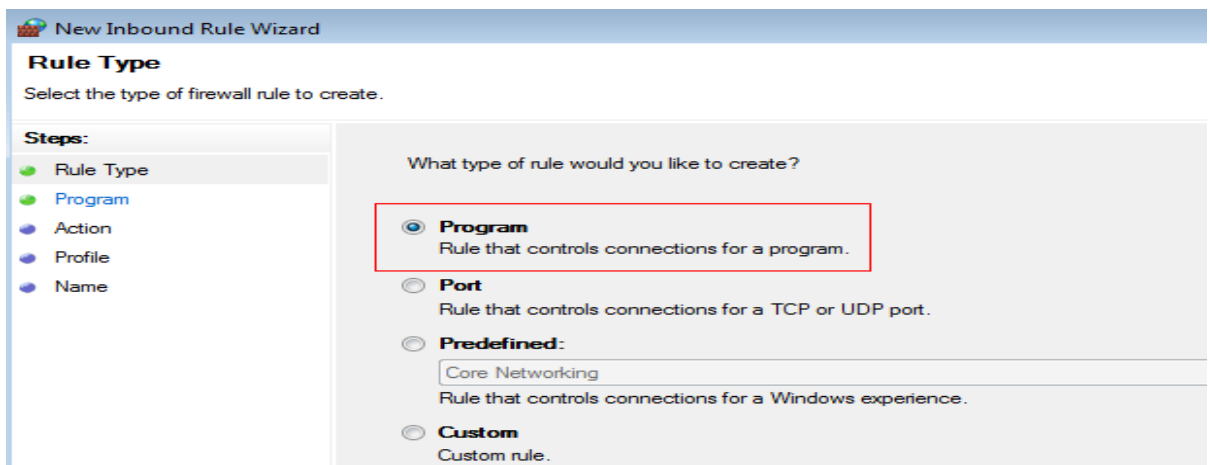 New Inbound Rule Wizard
Rule Type
Select the type of firewall rule to create.
Steps:
Rule Type
Program
Action
Profile
Name
What type of rule would you like to create?
Program
Rule that controls connections for a program.
Port
Rule that controls connections for a TCP or UDP port.
Predefined:
Core Networking
Rule that controls connections for a Windows experience.
Custom
Custom rule.